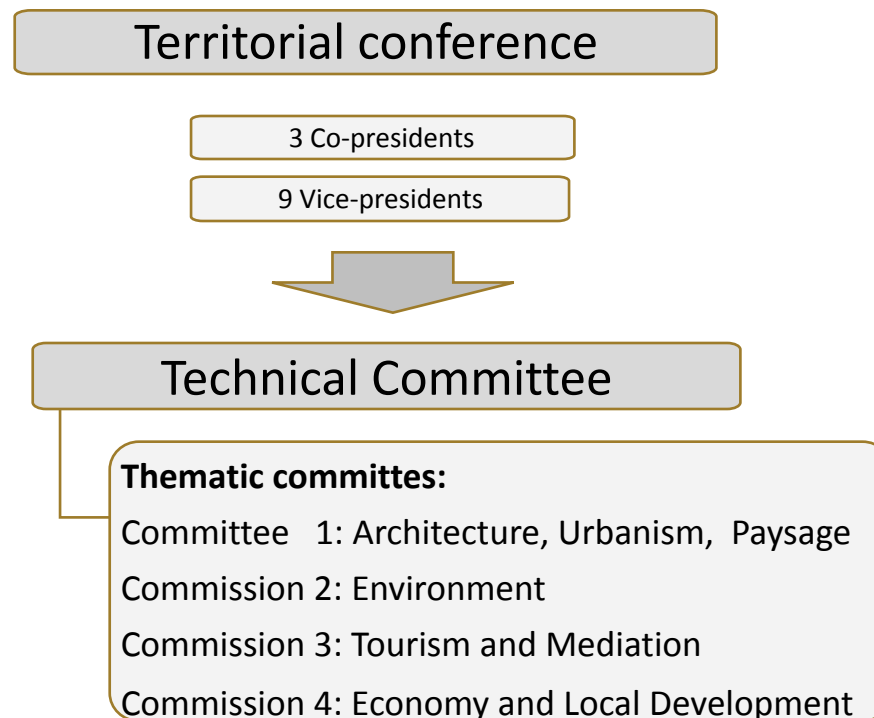 Territorial conference
3 Co-presidents
9 Vice-presidents
Technical Committee
Thematic committes:
Committee 1: Architecture, Urbanism, Paysage
Commission 2: Environment
Commission 3: Tourism and Mediation
Commission 4: Economy and Local Development